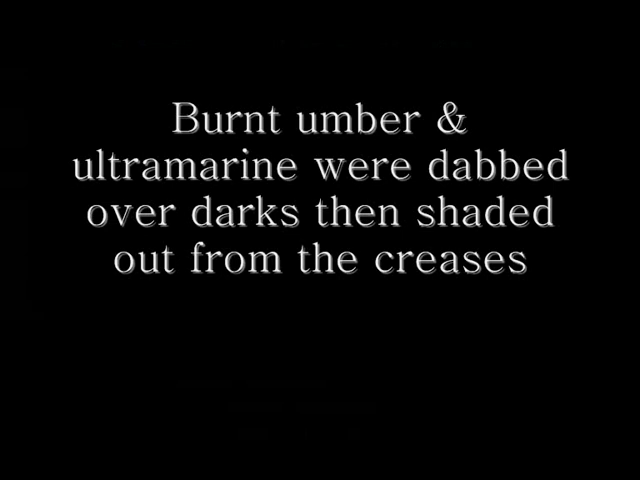 Burnt umber &
ultramarine were dabbed
over darks then shaded
out from the creases